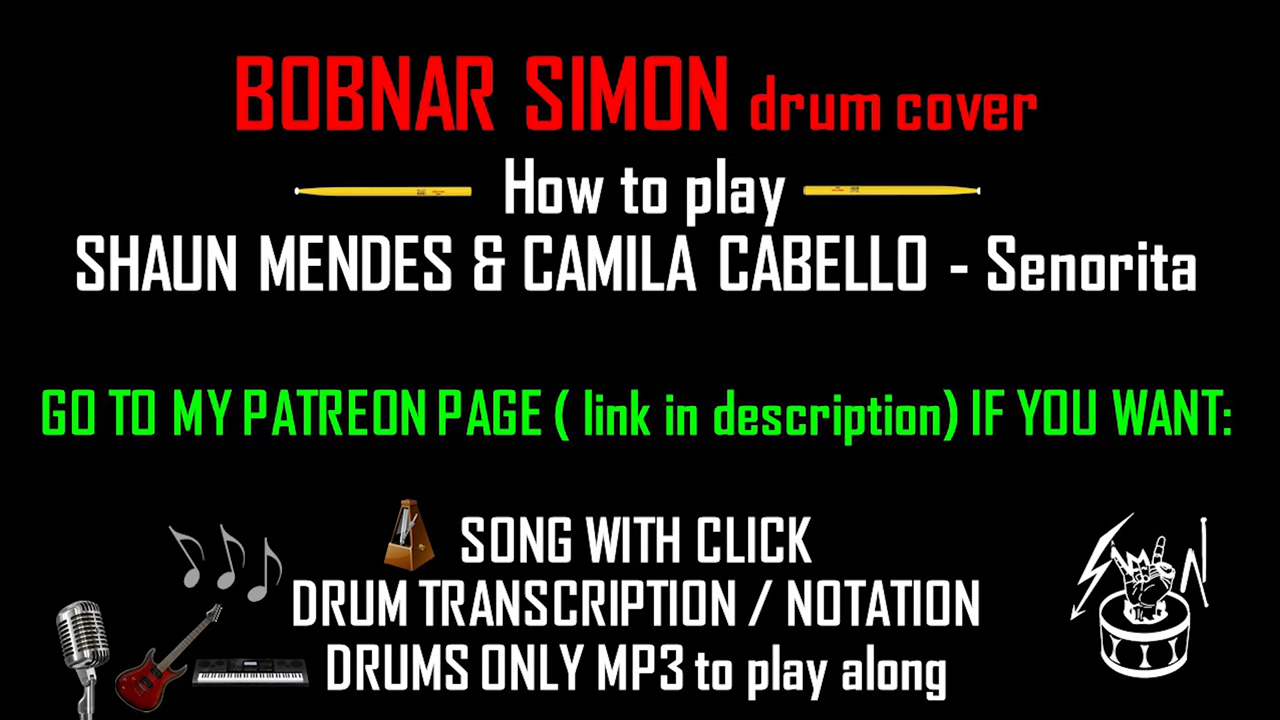 BOBNAR SIMON drum cover
How to play
SHAUN MENDES & CAMILA CABELLO - Senorita
GO TO MY PATREON PAGE ( link in description) IF YOU WANT:
SONG WITH CLICK
DRUM TRANSCRIPTION / NOTATION
DRUMS ONLY MP3 to play along